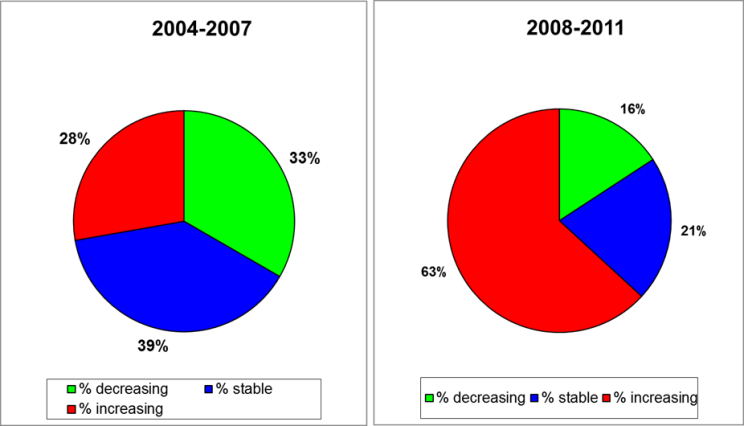 2004-2007
28%
33%
39%
% decreasing % stable
% increasing
2008-2011
16%
21%
63%
% decreasing % stable % increasing